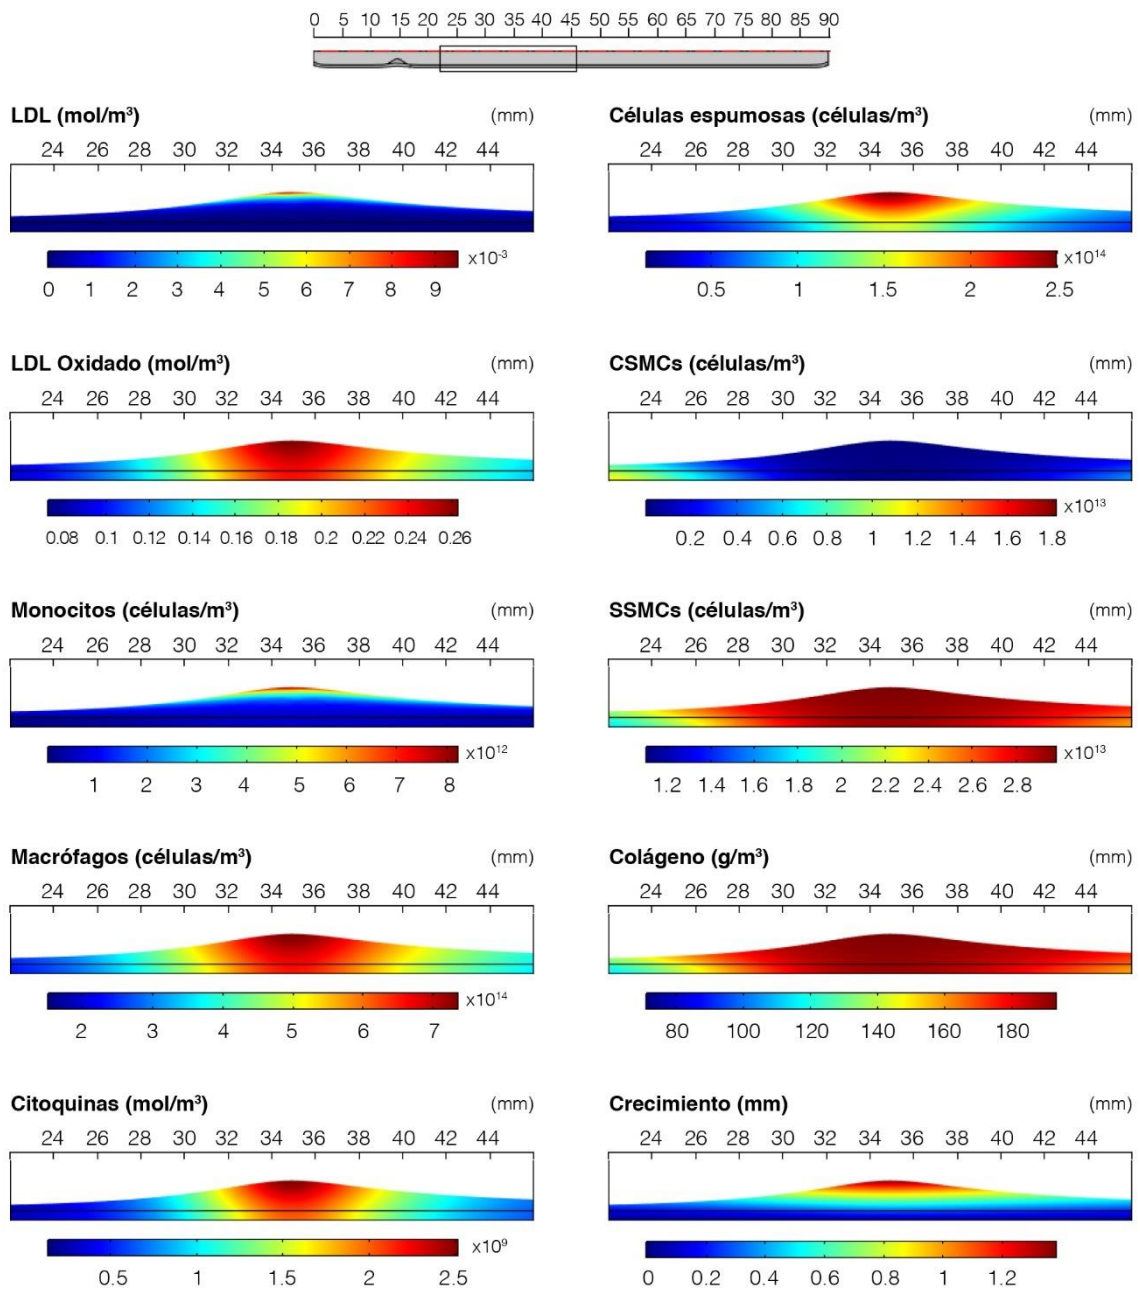 0 5 10 15 20 25 30 35 40 45 50 55 60 65 70 75 80 85 90
LDL (mol/m³) (mm)
24 26 28 30 32 34 36 38 40 42 44
x10⁻³
0 1 2 3 4 5 6 7 8 9
Células espumosas (células/m³) (mm)
24 26 28 30 32 34 36 38 40 42 44
x10¹⁴
0.5 1 1.5 2 2.5
LDL Oxidado (mol/m³) (mm)
24 26 28 30 32 34 36 38 40 42 44
0.08 0.1 0.12 0.14 0.16 0.18 0.2 0.22 0.24 0.26
CSMCs (células/m³) (mm)
24 26 28 30 32 34 36 38 40 42 44
x10¹³
0.2 0.4 0.6 0.8 1 1.2 1.4 1.6 1.8
Monocitos (células/m³) (mm)
24 26 28 30 32 34 36 38 40 42 44
x10¹²
1 2 3 4 5 6 7 8
SSMCs (células/m³) (mm)
24 26 28 30 32 34 36 38 40 42 44
x10¹³
1.2 1.4 1.6 1.8 2 2.2 2.4 2.6 2.8
Macrófagos (células/m³) (mm)
24 26 28 30 32 34 36 38 40 42 44
x10¹⁴
2 3 4 5 6 7
Colágeno (g/m³) (mm)
24 26 28 30 32 34 36 38 40 42 44
80 100 120 140 160 180
Citoquinas (mol/m³) (mm)
24 26 28 30 32 34 36 38 40 42 44
x10⁹
0.5 1 1.5 2 2.5
Crecimiento (mm) (mm)
24 26 28 30 32 34 36 38 40 42 44
0 0.2 0.4 0.6 0.8 1 1.2